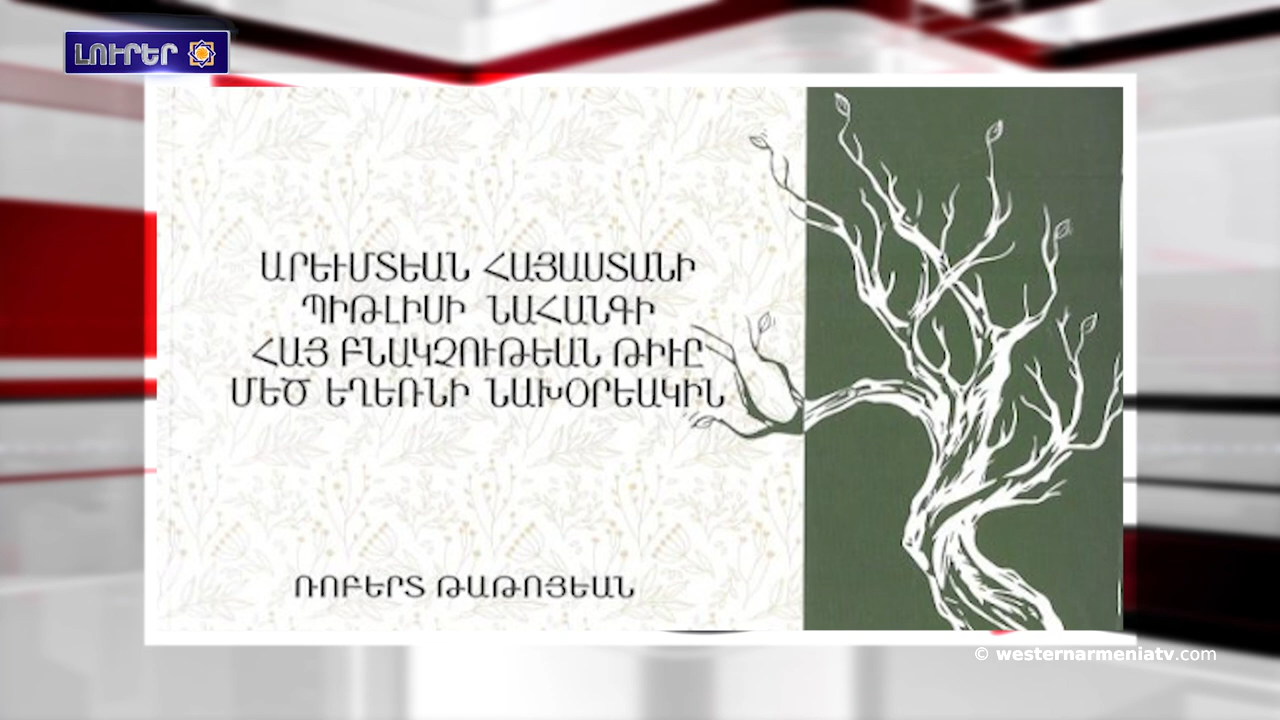 ԼՈՒՐԵՐ
ԱՐԵՒՄՏԵԱՆ ՀԱՅԱՍՏԱՆԻ
ՊԻԹԼԻՍԻ ՆԱՀԱՆԳԻ
ՀԱՅ ԲՆԱԿՉՈՒԹԵԱՆ ԹԻՒԸ
ՄԵԾ ԵՂԵՌՆԻ ՆԱԽՕՐԵԱԿԻՆ
ՌՈԲԵՐՏ ԹԱԹՈՅԵԱՆ
© westernarmeniatv.com